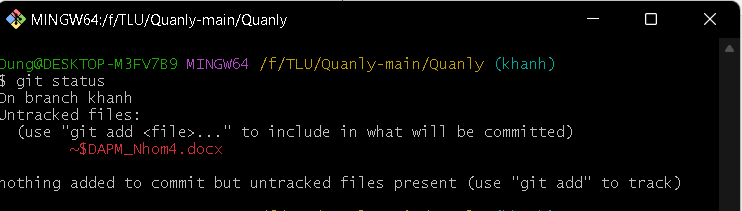 MINGW64:/f/TLU/Quanly-main/Quanly
Dung@DESKTOP-M3FV7B9 MINGW64 /f/TLU/Quanly-main/Quanly (khanh)
$ git status
On branch khanh
Untracked files:
  (use "git add <file>..." to include in what will be committed)
        ~$DAPM_Nhom4.docx

nothing added to commit but untracked files present (use "git add" to track)